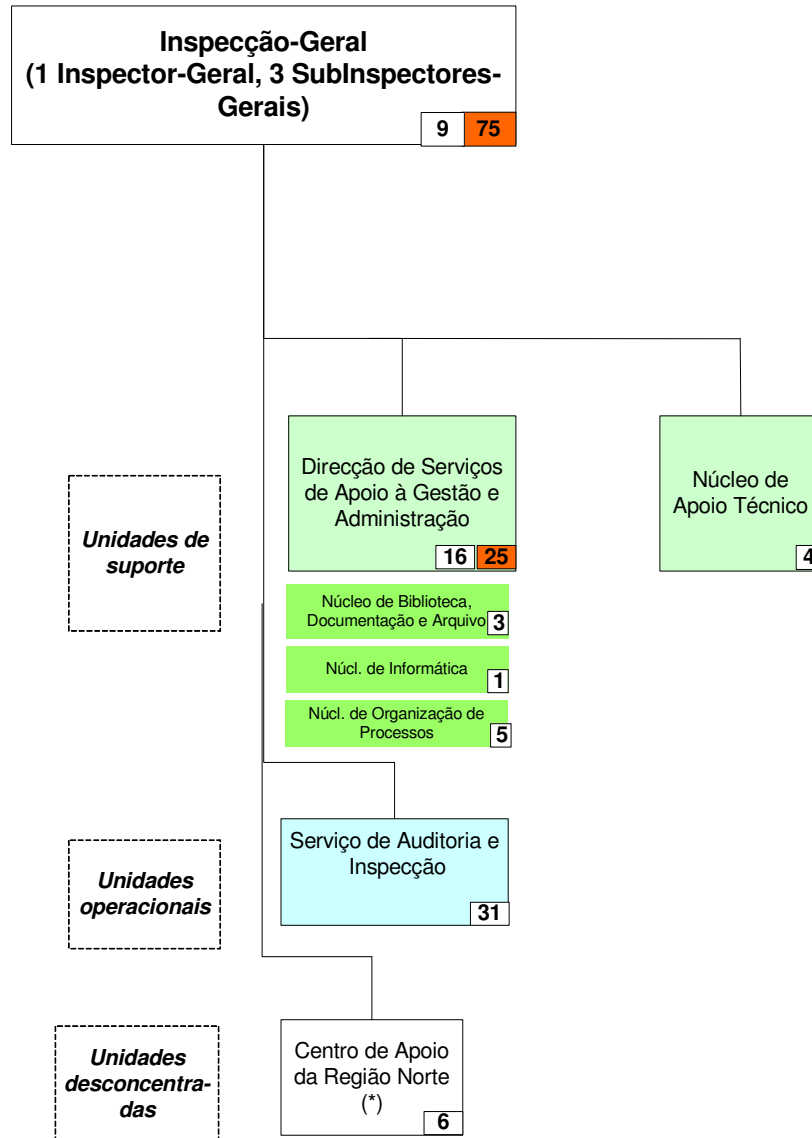 Inspecção-Geral
(1 Inspector-Geral, 3 SubInspectores-
Gerais)
9 75
Direcção de Serviços
de Apoio à Gestão e
Administração
16 25
Núcleo de
Apoio Técnico
4
Unidades de
suporte
Núcleo de Biblioteca,
Documentação e Arquivo
3
Núcl. de Informática
1
Núcl. de Organização de
Processos
5
Unidades
operacionais
Serviço de Auditoria e
Inspecção
31
Unidades
desconcentra-
das
Centro de Apoio
da Região Norte
(*)
6